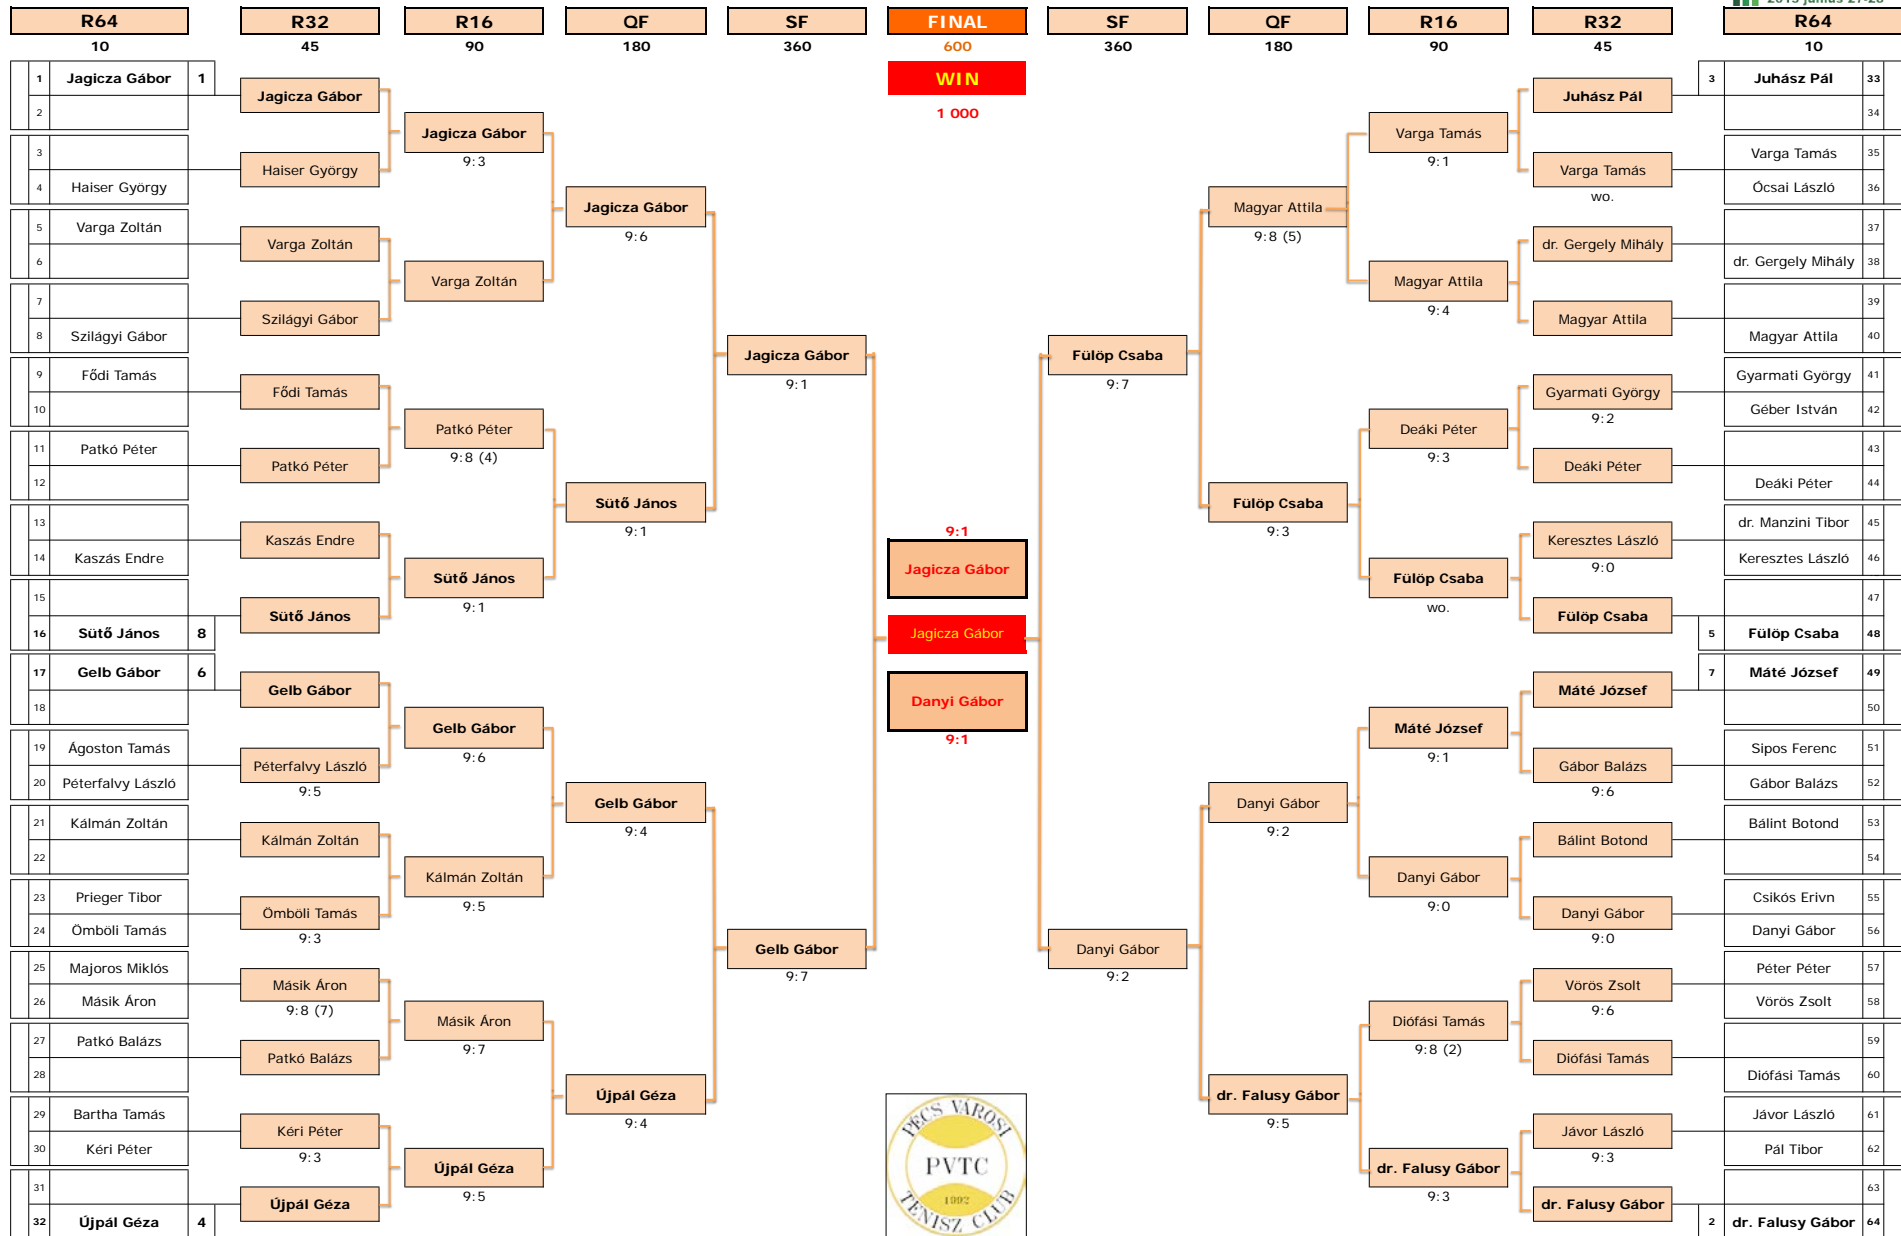 2015 június 27-28
R64 R32 R16 QF SF FINAL SF QF R16 R32 R64
10 45 90 180 360 600 360 180 90 45 10
WIN
1 000
1 Jagicza Gábor 1
2
3
4 Haiser György
5 Varga Zoltán
6
7
8 Szilágyi Gábor
9 Fődi Tamás
10
11 Patkó Péter
12
13
14 Kaszás Endre
15
16 Sütő János 8
17 Gelb Gábor 6
18
19 Ágoston Tamás
20 Péterfalvy László
21 Kálmán Zoltán
22
23 Prieger Tibor
24 Ömböli Tamás
25 Majoros Miklós
26 Másik Áron
27 Patkó Balázs
28
29 Bartha Tamás
30 Kéri Péter
31
32 Újpál Géza 4
Jagicza Gábor
Haiser György
Varga Zoltán
Szilágyi Gábor
Fődi Tamás
Patkó Péter
Kaszás Endre
Sütő János
Gelb Gábor
Péterfalvy László
9:5
Kálmán Zoltán
Ömböli Tamás
9:3
Másik Áron
9:8 (7)
Patkó Balázs
Kéri Péter
9:3
Újpál Géza
Jagicza Gábor
9:3
Varga Zoltán
Patkó Péter
9:8 (4)
Sütő János
9:1
Gelb Gábor
9:6
Kálmán Zoltán
9:5
Másik Áron
9:7
Újpál Géza
9:5
Jagicza Gábor
9:6
Sütő János
9:1
Gelb Gábor
9:4
Újpál Géza
9:4
Jagicza Gábor
9:1
Gelb Gábor
9:7
9:1
Jagicza Gábor
Jagicza Gábor
Danyi Gábor
9:1
PÉCS VÁROSI
PVTC
1992
TENISZ CLUB
Fülöp Csaba
9:7
Danyi Gábor
9:2
Magyar Attila
9:8 (5)
Fülöp Csaba
9:3
Danyi Gábor
9:2
dr. Falusy Gábor
9:5
Varga Tamás
9:1
Magyar Attila
9:4
Deáki Péter
9:3
Fülöp Csaba
wo.
Máté József
9:1
Danyi Gábor
9:0
Diófási Tamás
9:8 (2)
dr. Falusy Gábor
9:3
Juhász Pál
Varga Tamás
wo.
dr. Gergely Mihály
Magyar Attila
Gyarmati György
9:2
Deáki Péter
Keresztes László
9:0
Fülöp Csaba
Máté József
Gábor Balázs
9:6
Bálint Botond
Danyi Gábor
9:0
Vörös Zsolt
9:6
Diófási Tamás
Jávor László
9:3
dr. Falusy Gábor
3 Juhász Pál 33
34
Varga Tamás 35
Ócsai László 36
37
dr. Gergely Mihály 38
39
Magyar Attila 40
Gyarmati György 41
Géber István 42
43
Deáki Péter 44
dr. Manzini Tibor 45
Keresztes László 46
47
5 Fülöp Csaba 48
7 Máté József 49
50
Sipos Ferenc 51
Gábor Balázs 52
Bálint Botond 53
54
Csikós Erivn 55
Danyi Gábor 56
Péter Péter 57
Vörös Zsolt 58
59
Diófási Tamás 60
Jávor László 61
Pál Tibor 62
63
2 dr. Falusy Gábor 64